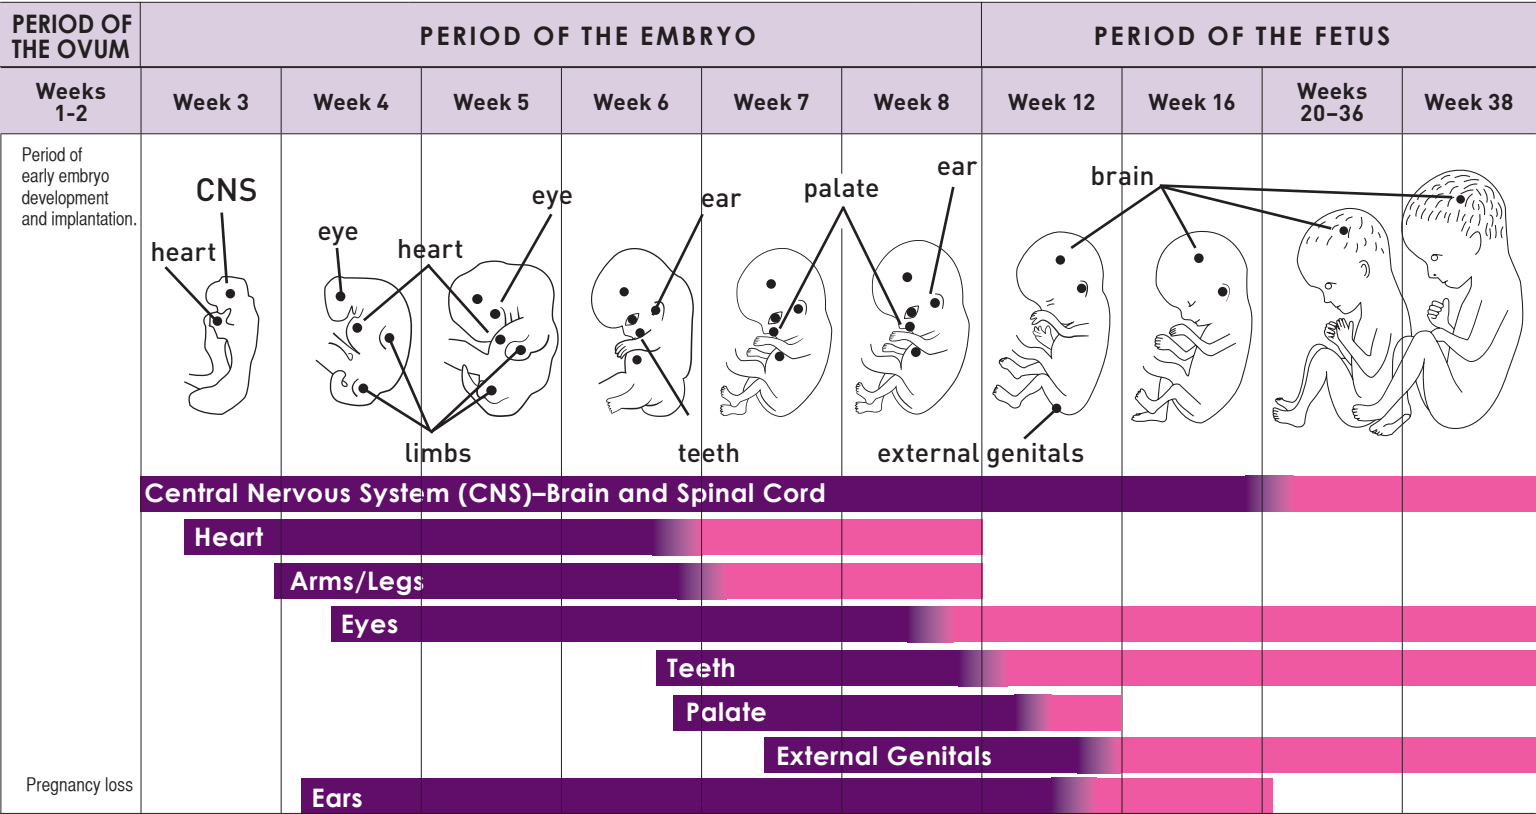 PERIOD OF
THE OVUM
PERIOD OF THE EMBRYO
PERIOD OF THE FETUS
Weeks
1-2
Week 3
Week 4
Week 5
Week 6
Week 7
Week 8
Week 12
Week 16
Weeks
20–36
Week 38
Period of
early embryo
development
and implantation.
CNS
heart
eye
heart
eye
ear
palate
ear
brain
limbs
teeth
external genitals
Central Nervous System (CNS)–Brain and Spinal Cord
Heart
Arms/Legs
Eyes
Teeth
Palate
External Genitals
Pregnancy loss
Ears